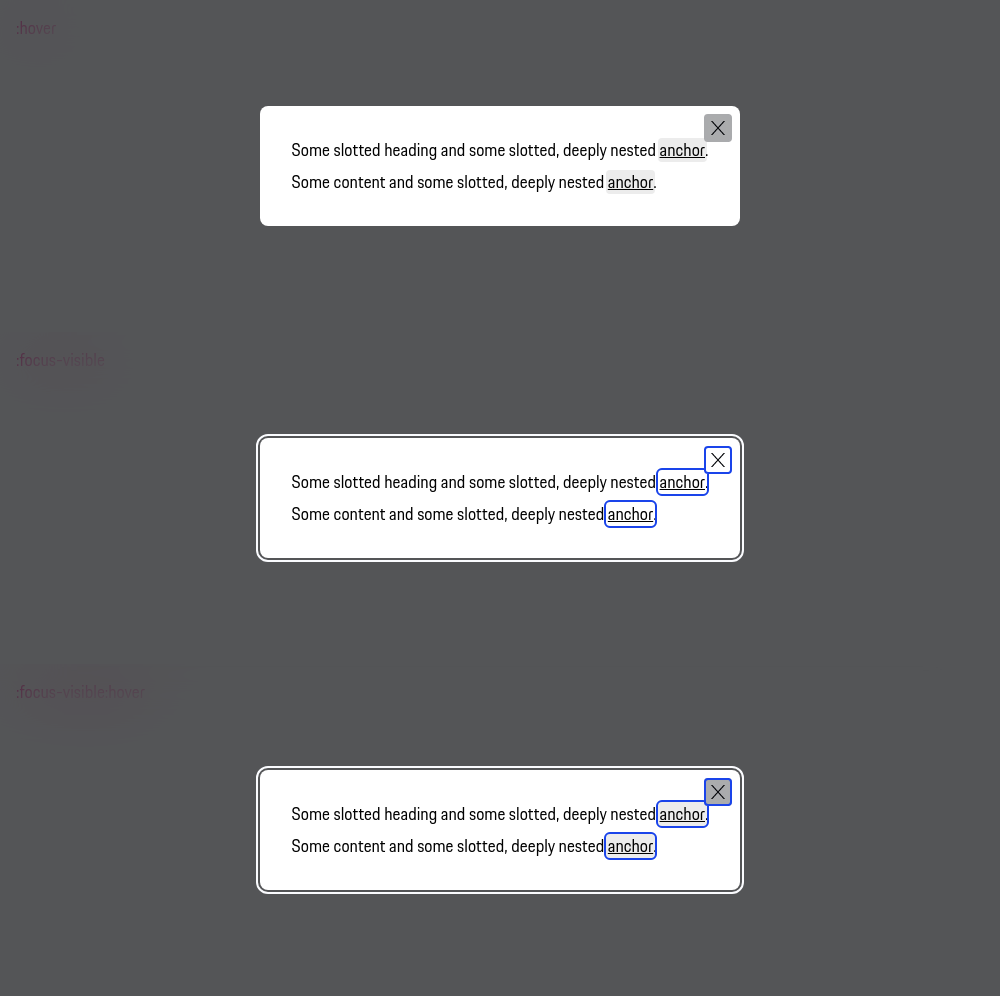 :hover
Some slotted heading and some slotted, deeply nested anchor.
Some content and some slotted, deeply nested anchor.
:focus-visible
Some slotted heading and some slotted, deeply nested anchor.
Some content and some slotted, deeply nested anchor.
:focus-visible:hover
Some slotted heading and some slotted, deeply nested anchor.
Some content and some slotted, deeply nested anchor.